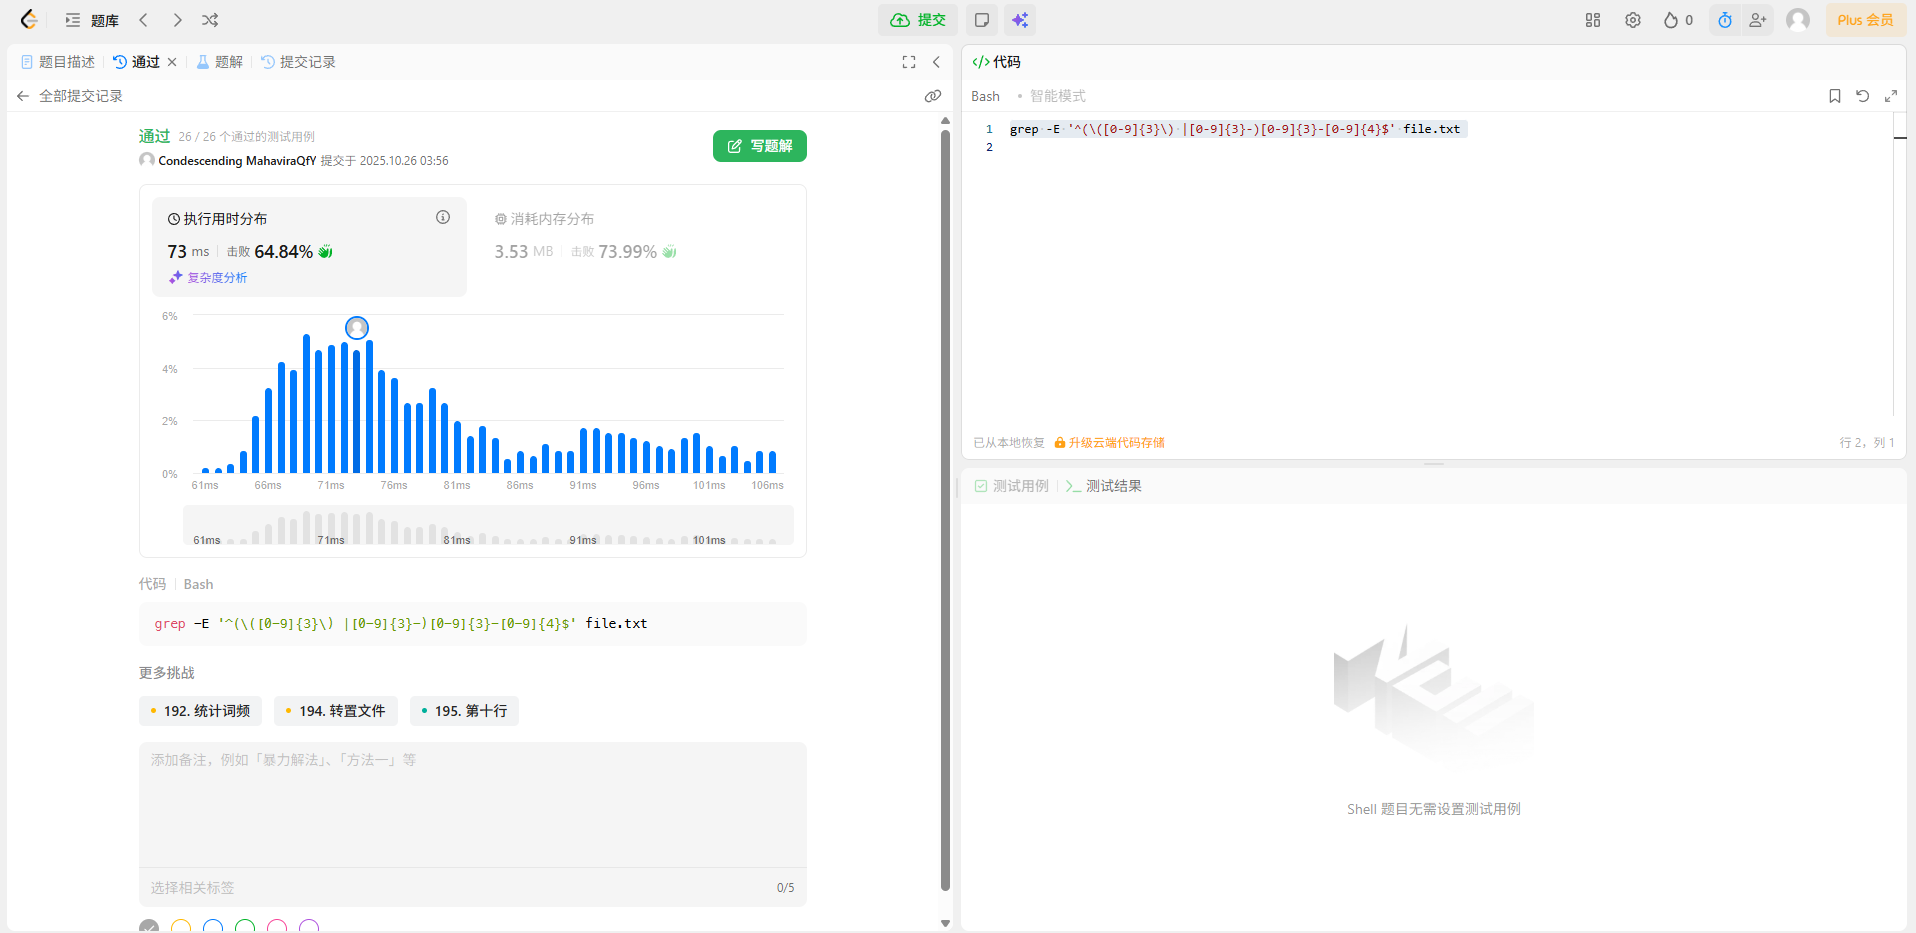 题库
提交
0
Plus 会员
题目描述
通过
题解
提交记录
全部提交记录
通过 26 / 26 个通过的测试用例
Condescending MahaviraQfY 提交于 2025.10.26 03:56
写题解
执行用时分布
73 ms 击败 64.84%
复杂度分析
消耗内存分布
3.53 MB 击败 73.99%
6%
4%
2%
0%
61ms 66ms 71ms 76ms 81ms 86ms 91ms 96ms 101ms 106ms
61ms 71ms 81ms 91ms 101ms
代码 Bash
grep -E '^(\([0-9]{3}\) |[0-9]{3}-)[0-9]{3}-[0-9]{4}$' file.txt
更多挑战
192. 统计词频
194. 转置文件
195. 第十行
添加备注，例如「暴力解法」、「方法一」等
选择相关标签 0/5
代码
Bash • 智能模式
1 grep -E '^(\([0-9]{3}\) |[0-9]{3}-)[0-9]{3}-[0-9]{4}$' file.txt
2
已从本地恢复 升级云端代码存储 行 2，列 1
测试用例 测试结果
Shell 题目无需设置测试用例